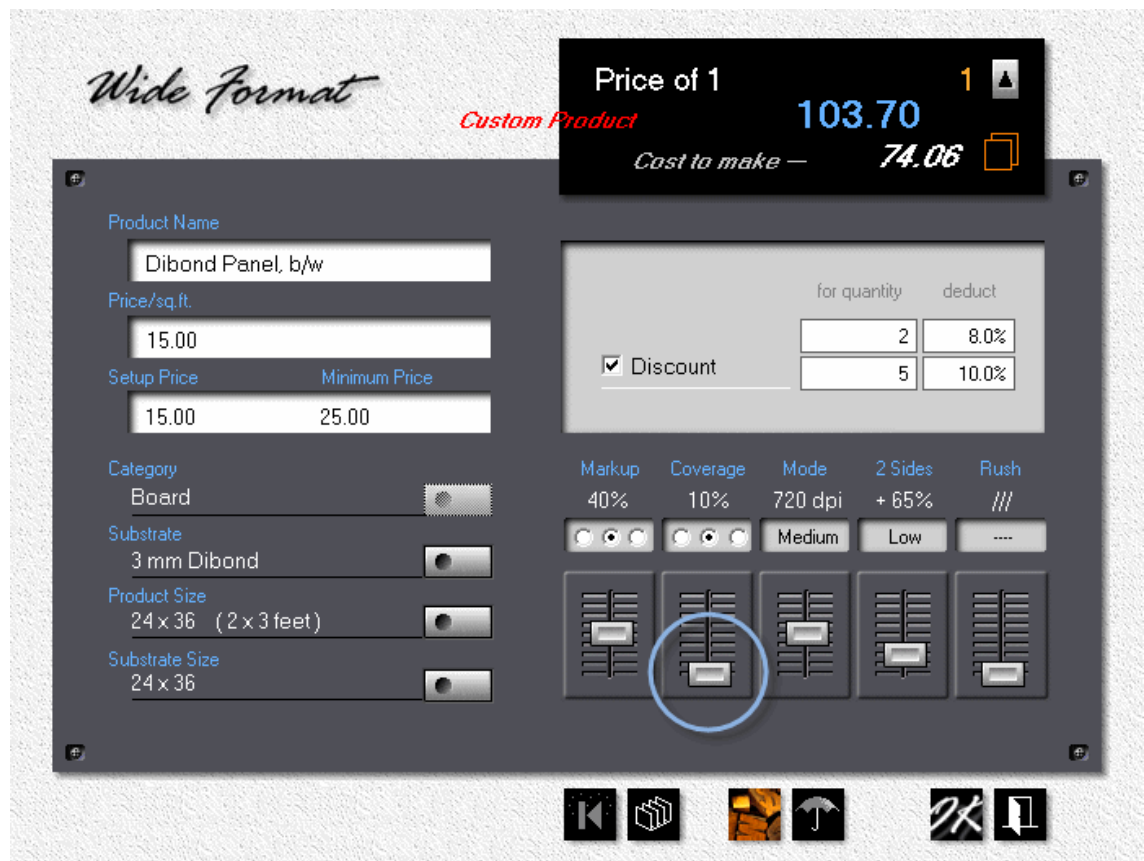 Wide Format
Custom Product
Price of 1 1
103.70
Cost to make — 74.06
Product Name
Dibond Panel, b/w
Price/sq.ft.
15.00
Setup Price Minimum Price
15.00 25.00
Category
Board
Substrate
3 mm Dibond
Product Size
24 x 36 ( 2 x 3 feet )
Substrate Size
24 x 36
for quantity deduct
2 8.0%
Discount
5 10.0%
Markup Coverage Mode 2 Sides Rush
40% 10% 720 dpi + 65% ///
Medium Low ----
OK